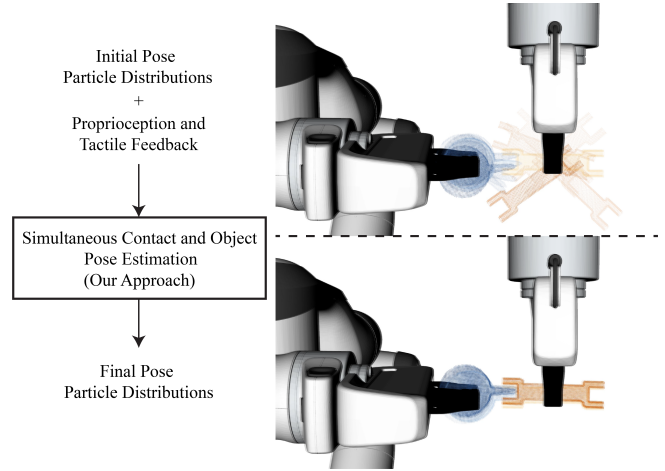 Initial Pose
Particle Distributions
+
Proprioception and
Tactile Feedback
Simultaneous Contact and Object
Pose Estimation
(Our Approach)
Final Pose
Particle Distributions